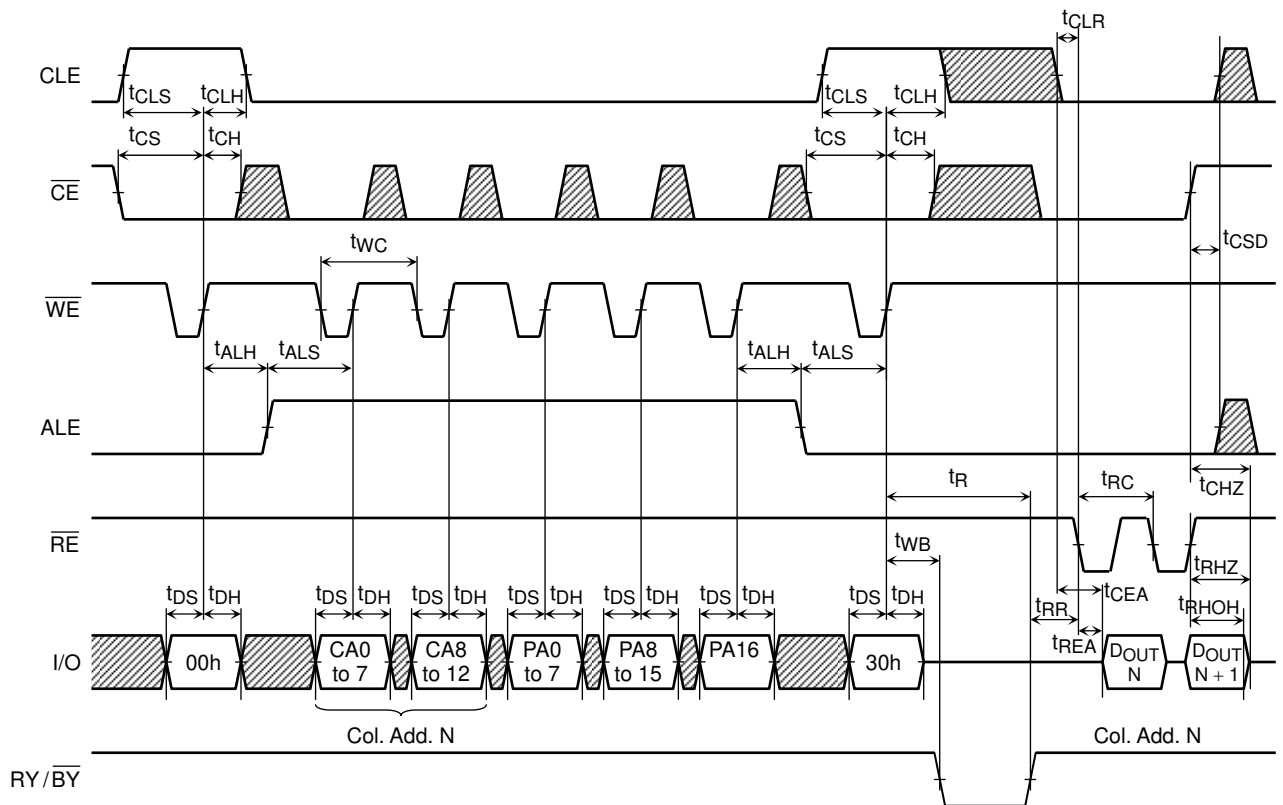 tCLR
CLE
tCLS tCLH tCLS tCLH
tCS tCH tCS tCH
CE
tCSD
tWC
WE
tALH tALS tALH tALS
ALE
tR tRC tCHZ
RE
tWB
tRHZ
tCEA
tDS tDH tDS tDH tDS tDH tDS tDH tDS tDH tDS tDH tDS tDH tRR tRHOH
tREA
I/O 00h CA0 to 7 CA8 to 12 PA0 to 7 PA8 to 15 PA16 30h DOUT N DOUT N + 1
Col. Add. N Col. Add. N
RY/BY